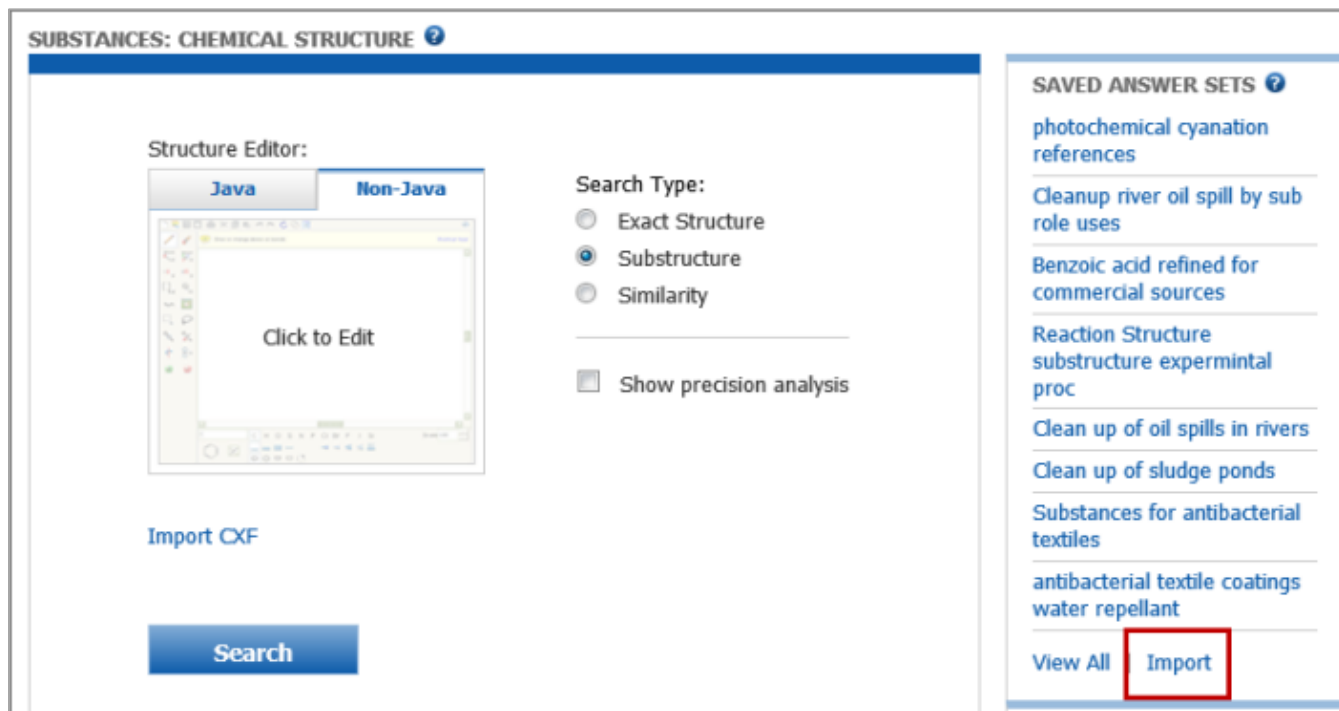 SUBSTANCES: CHEMICAL STRUCTURE ?
Structure Editor:
Java
Non-Java
Click to Edit
Import CXF
Search
Search Type:
Exact Structure
Substructure
Similarity
Show precision analysis
SAVED ANSWER SETS ?
photochemical cyanation
references
Cleanup river oil spill by sub
role uses
Benzoic acid refined for
commercial sources
Reaction Structure
substructure expermintal
proc
Clean up of oil spills in rivers
Clean up of sludge ponds
Substances for antibacterial
textiles
antibacterial textile coatings
water repellant
View All | Import